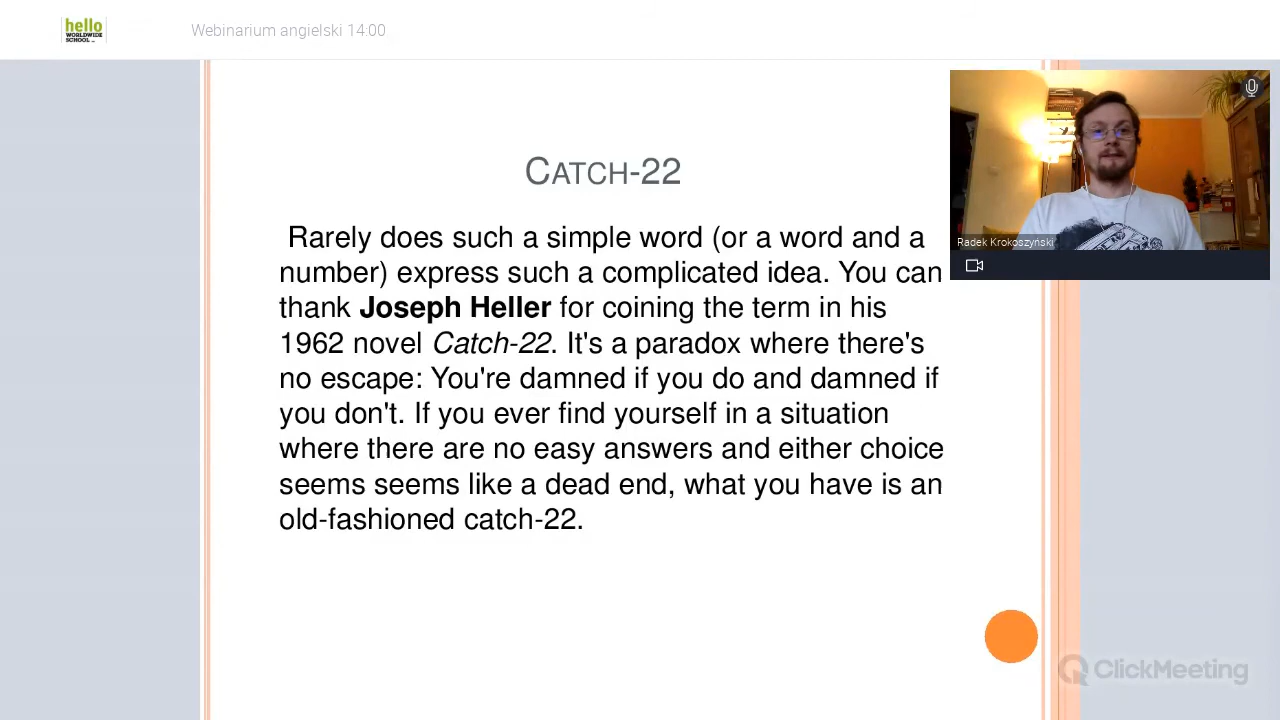 hello
WORLDWIDE
SCHOOL
Webinarium angielski 14:00
CATCH-22
Rarely does such a simple word (or a word and a
number) express such a complicated idea. You can
thank Joseph Heller for coining the term in his
1962 novel Catch-22. It's a paradox where there's
no escape: You're damned if you do and damned if
you don't. If you ever find yourself in a situation
where there are no easy answers and either choice
seems seems like a dead end, what you have is an
old-fashioned catch-22.
Radek Krokoszyński
ClickMeeting